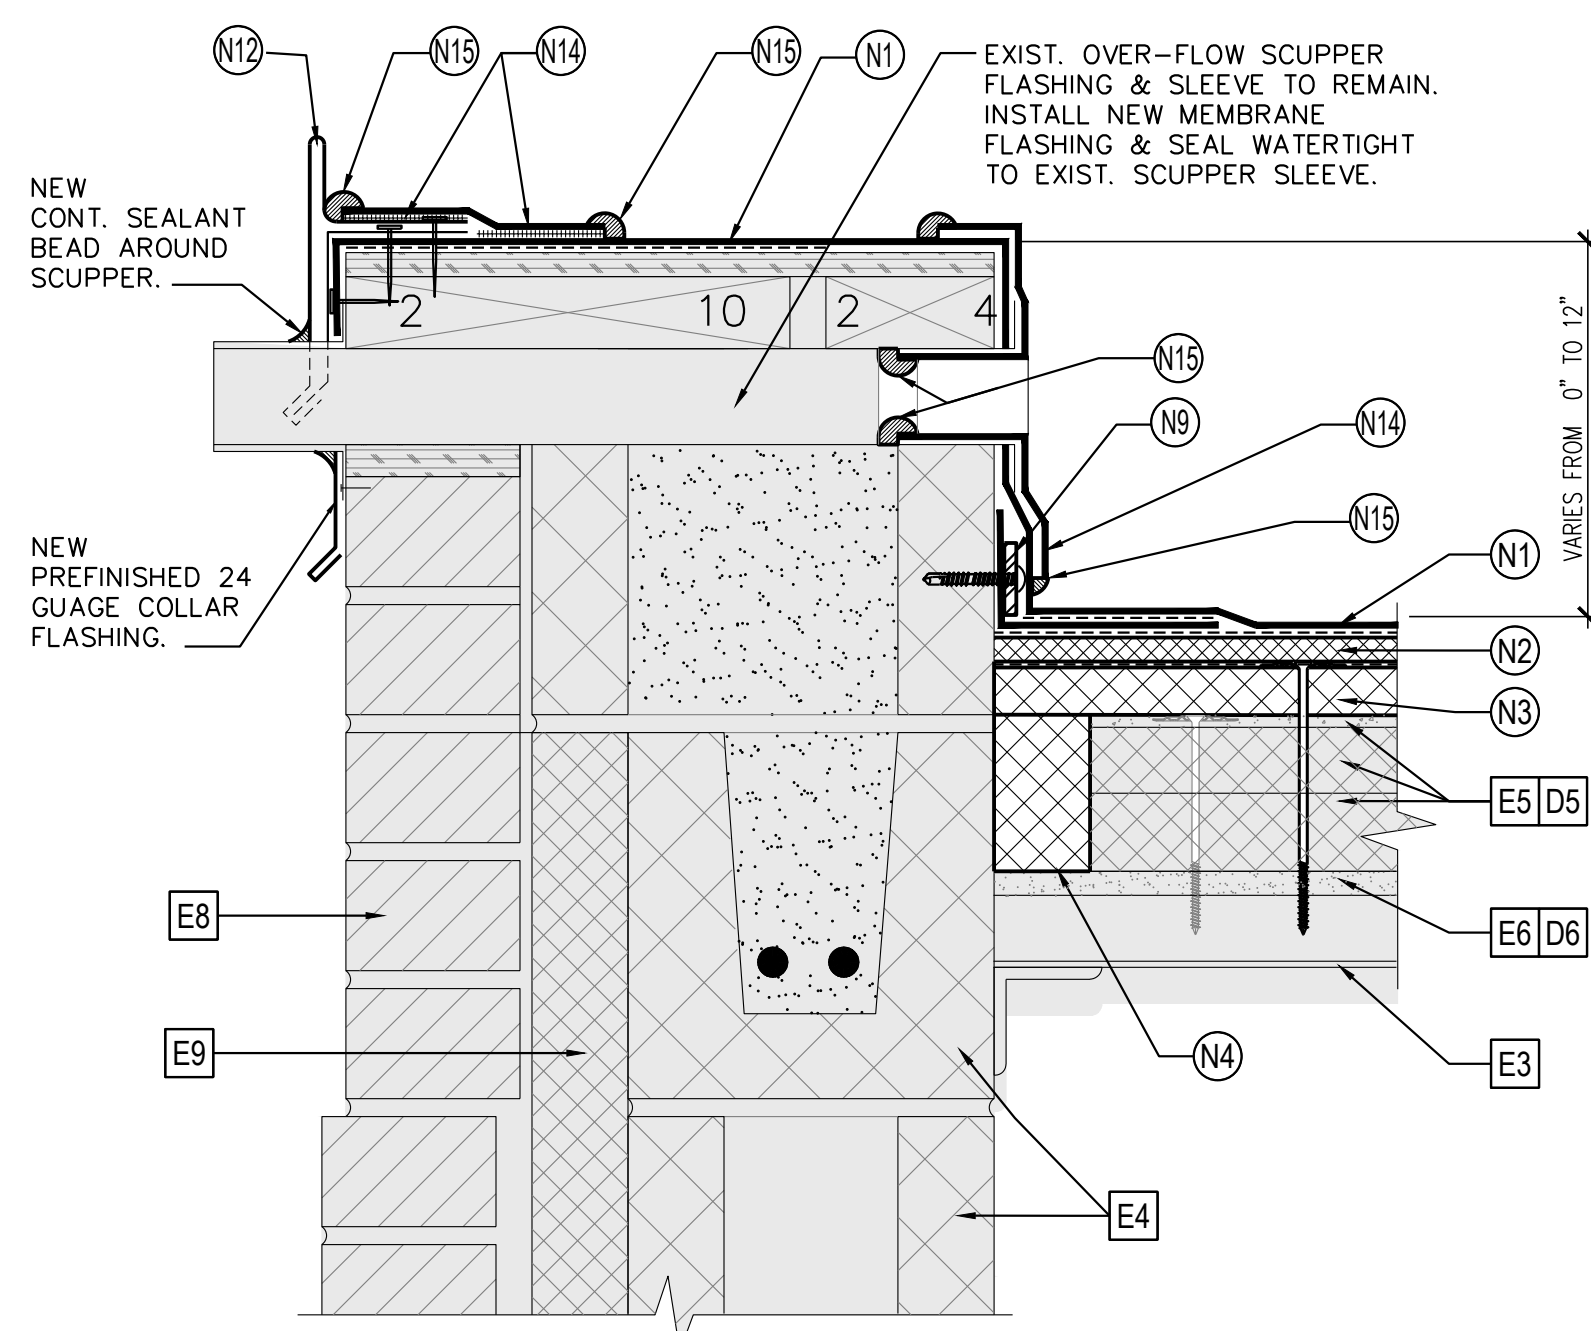 N12
N15
N14
N15
N1
EXIST. OVER-FLOW SCUPPER
FLASHING & SLEEVE TO REMAIN.
INSTALL NEW MEMBRANE
FLASHING & SEAL WATERTIGHT
TO EXIST. SCUPPER SLEEVE.
NEW
CONT. SEALANT
BEAD AROUND
SCUPPER.
2
10
2
4
N15
N9
N14
N15
VARIES FROM 0" TO 12"
NEW
PREFINISHED 24
GUAGE COLLAR
FLASHING.
N1
N2
N3
E5 D5
E8
E6 D6
E9
N4
E3
E4